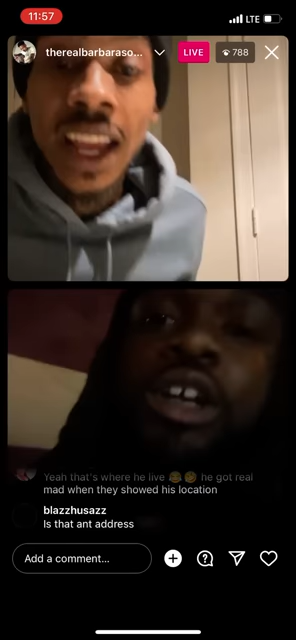 11:57
LTE
therealbarbaraso...
LIVE
788
Yeah that's where he live 😂🤣 he got real
mad when they showed his location
blazzhusazz
Is that ant address
Add a comment...